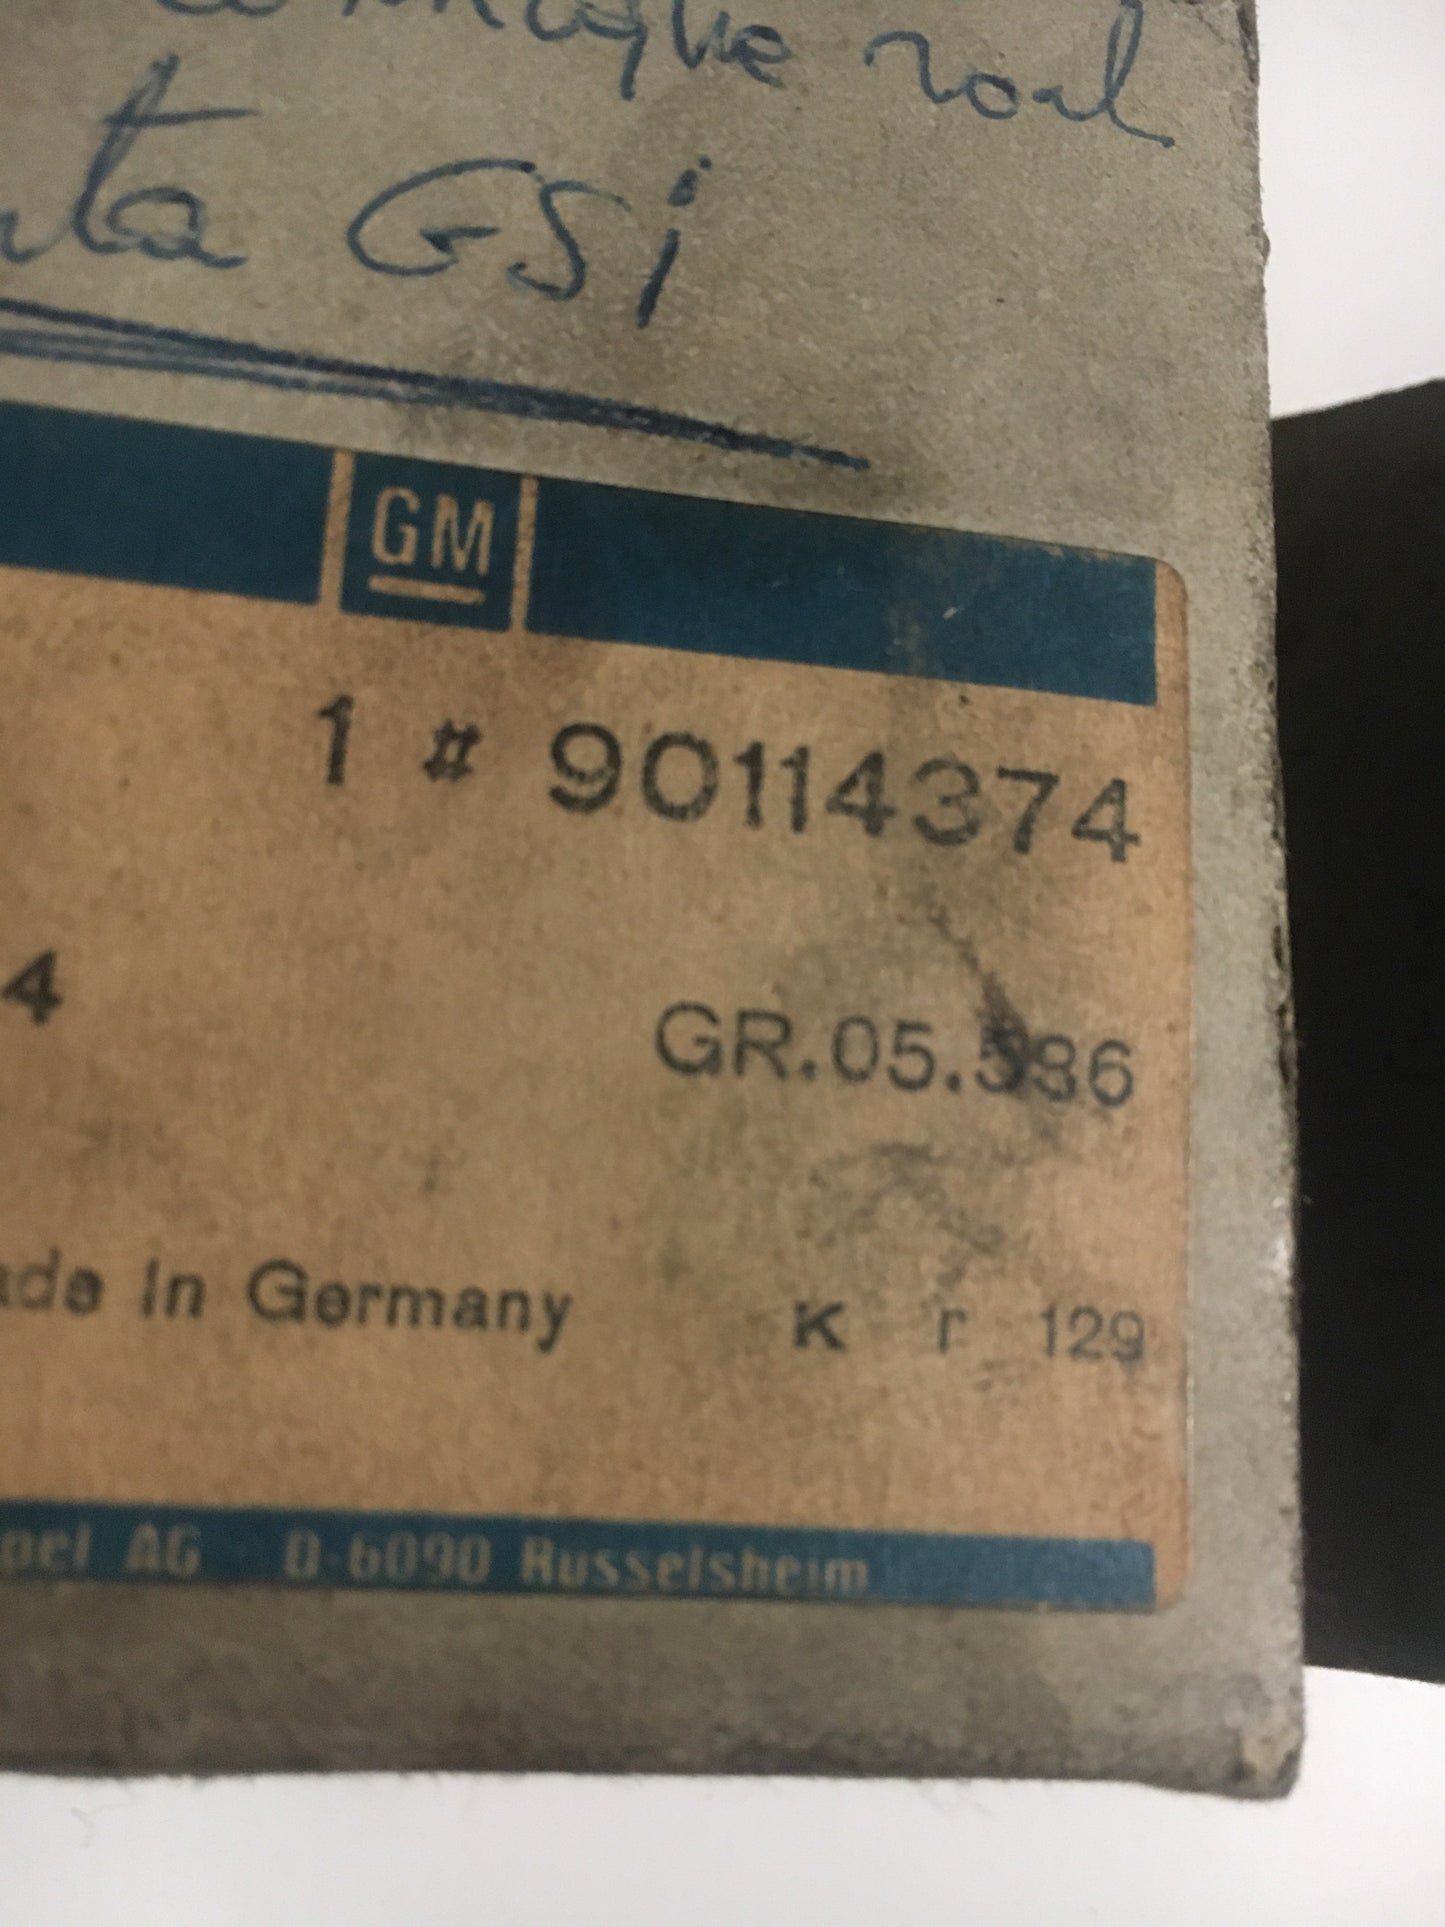 GSi
GM
1 # 90114374
4
GR.05.586
ade In Germany K r 129
pel AG D-6090 Russelsheim